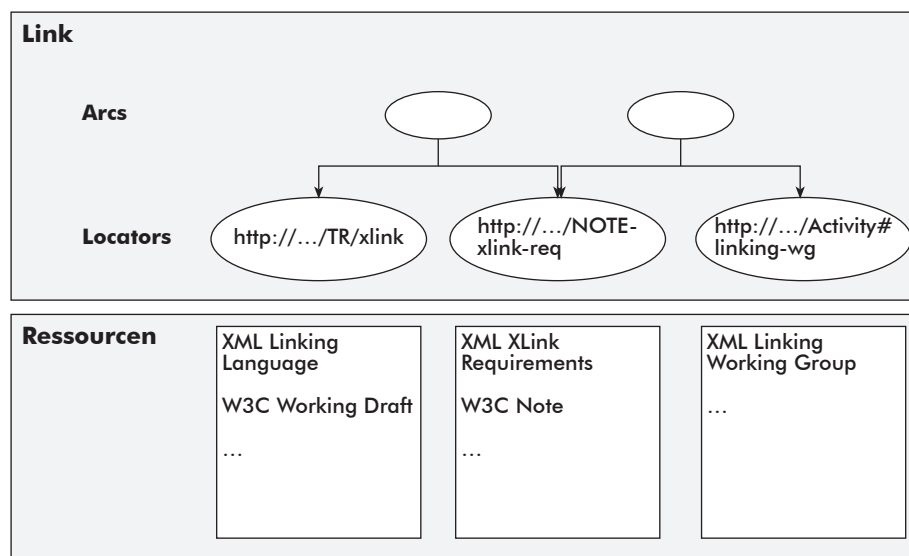 Link
Arcs
Locators
http://…/TR/xlink
http://…/NOTE-
xlink-req
http://…/Activity#
linking-wg
Ressourcen
XML Linking
Language
W3C Working Draft
…
XML XLink
Requirements
W3C Note
…
XML Linking
Working Group
…